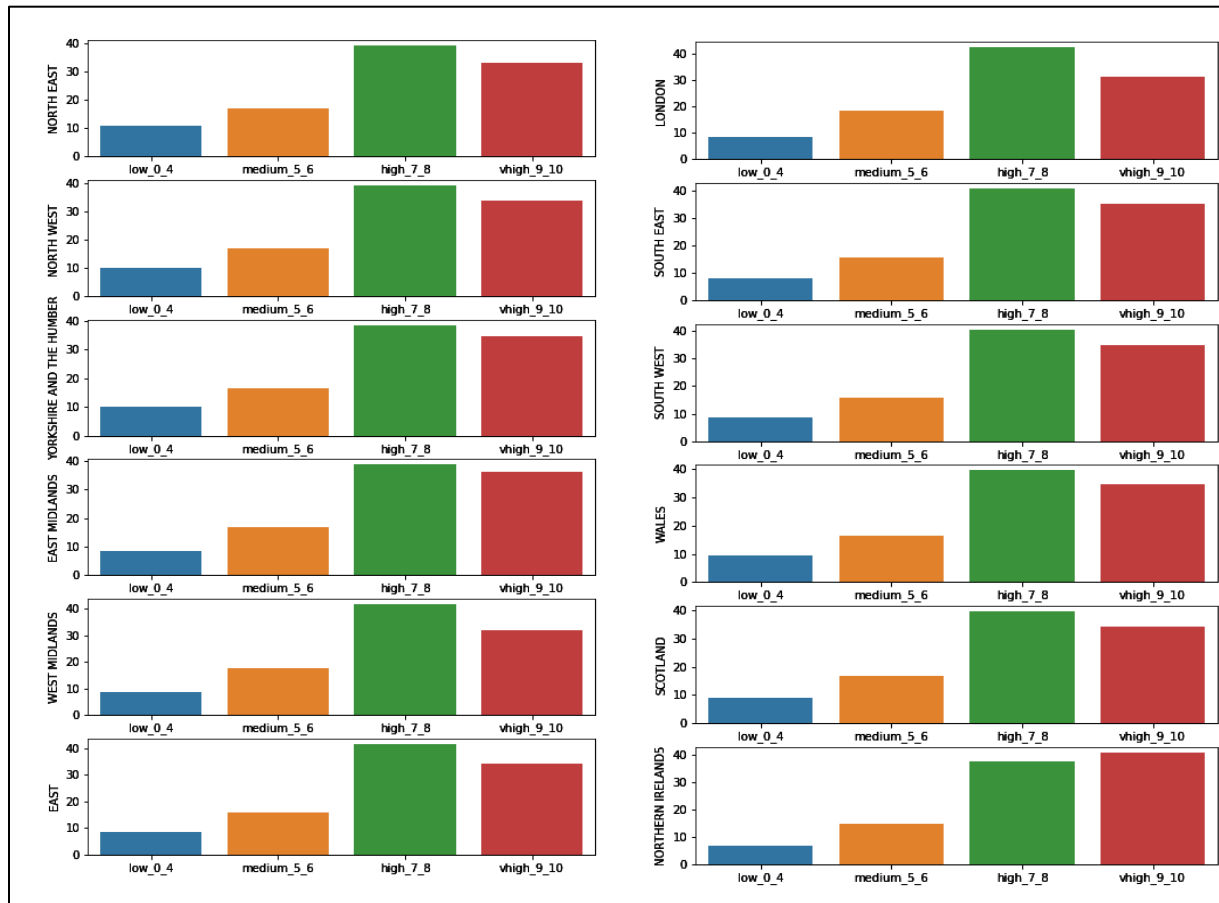 NORTH EAST
40
30
20
10
0
low_0_4 medium_5_6 high_7_8 vhigh_9_10
NORTH WEST
40
30
20
10
0
low_0_4 medium_5_6 high_7_8 vhigh_9_10
YORKSHIRE AND THE HUMBER
40
30
20
10
0
low_0_4 medium_5_6 high_7_8 vhigh_9_10
EAST MIDLANDS
40
30
20
10
0
low_0_4 medium_5_6 high_7_8 vhigh_9_10
WEST MIDLANDS
40
30
20
10
0
low_0_4 medium_5_6 high_7_8 vhigh_9_10
EAST
40
30
20
10
0
low_0_4 medium_5_6 high_7_8 vhigh_9_10
LONDON
40
30
20
10
0
low_0_4 medium_5_6 high_7_8 vhigh_9_10
SOUTH EAST
40
30
20
10
0
low_0_4 medium_5_6 high_7_8 vhigh_9_10
SOUTH WEST
40
30
20
10
0
low_0_4 medium_5_6 high_7_8 vhigh_9_10
WALES
40
30
20
10
0
low_0_4 medium_5_6 high_7_8 vhigh_9_10
SCOTLAND
40
30
20
10
0
low_0_4 medium_5_6 high_7_8 vhigh_9_10
NORTHERN IRELAND5
40
30
20
10
0
low_0_4 medium_5_6 high_7_8 vhigh_9_10